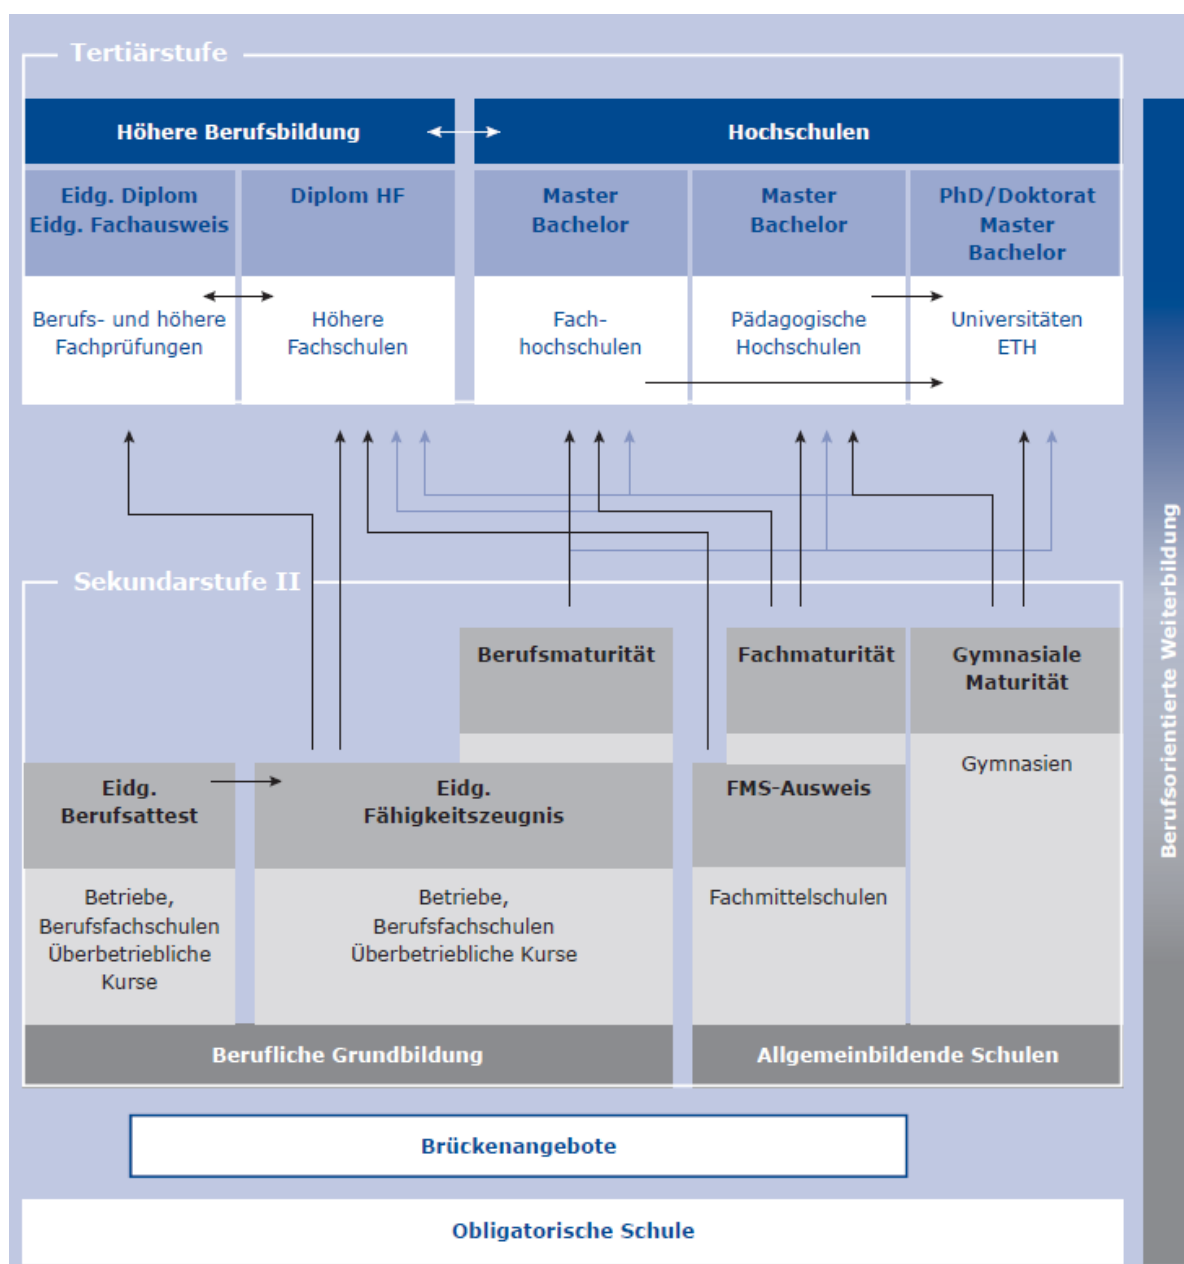 Tertiärstufe
Höhere Berufsbildung
Hochschulen
Eidg. Diplom
Eidg. Fachausweis
Diplom HF
Master
Bachelor
Master
Bachelor
PhD/Doktorat
Master
Bachelor
Berufs- und höhere
Fachprüfungen
Höhere
Fachschulen
Fach-
hochschulen
Pädagogische
Hochschulen
Universitäten
ETH
Sekundarstufe II
Berufsmaturität
Fachmaturität
Gymnasiale
Maturität
Gymnasien
Eidg.
Berufsattest
Eidg.
Fähigkeitszeugnis
FMS-Ausweis
Betriebe,
Berufsfachschulen
Überbetriebliche
Kurse
Betriebe,
Berufsfachschulen
Überbetriebliche Kurse
Fachmittelschulen
Berufliche Grundbildung
Allgemeinbildende Schulen
Brückenangebote
Obligatorische Schule
Berufsorientierte Weiterbildung